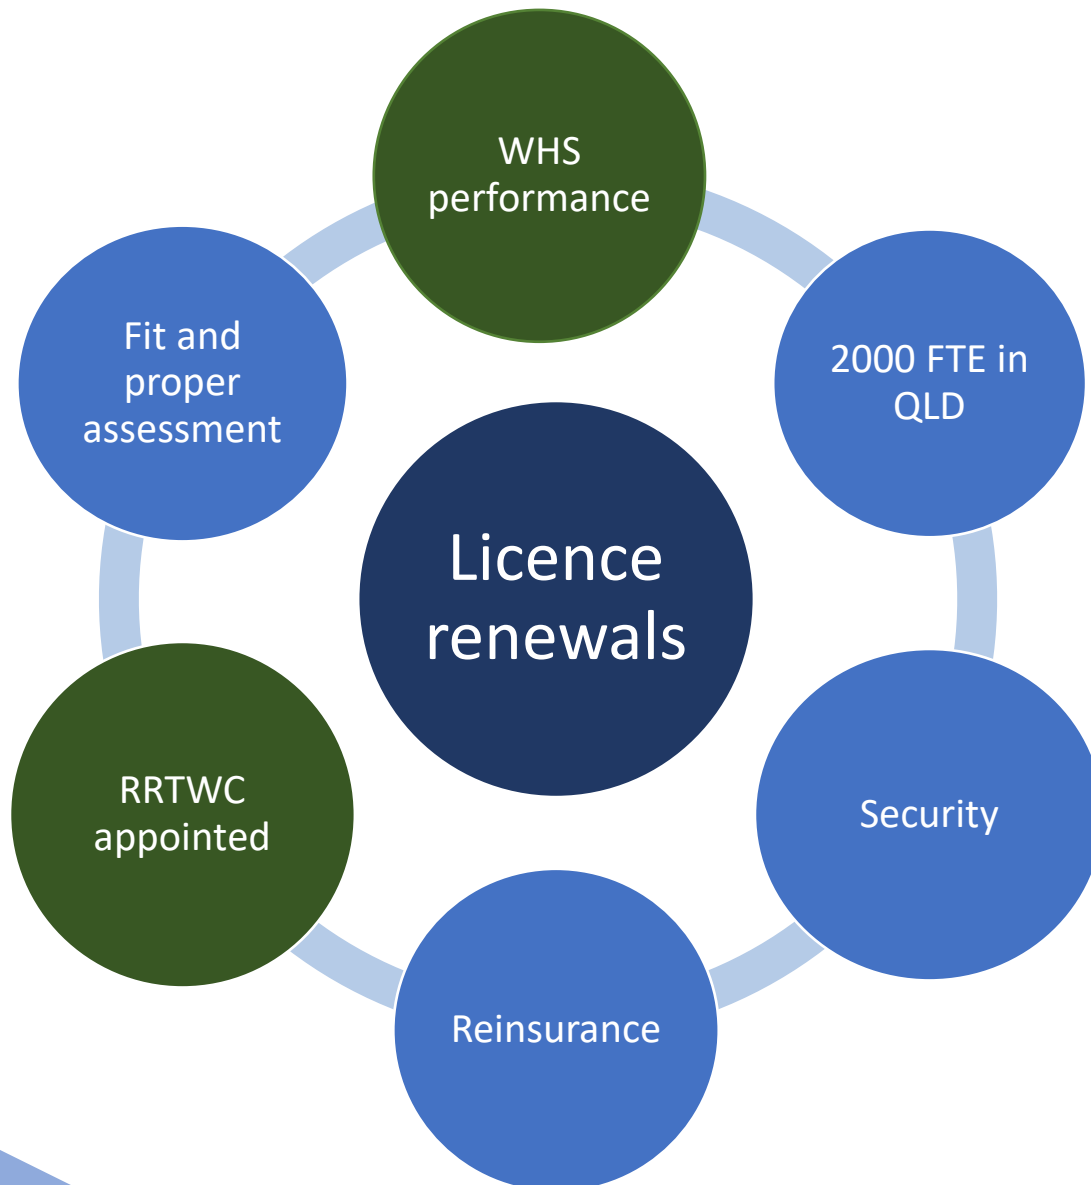 WHS
performance
2000 FTE in
QLD
Security
Reinsurance
RRTWC
appointed
Fit and
proper
assessment
Licence
renewals